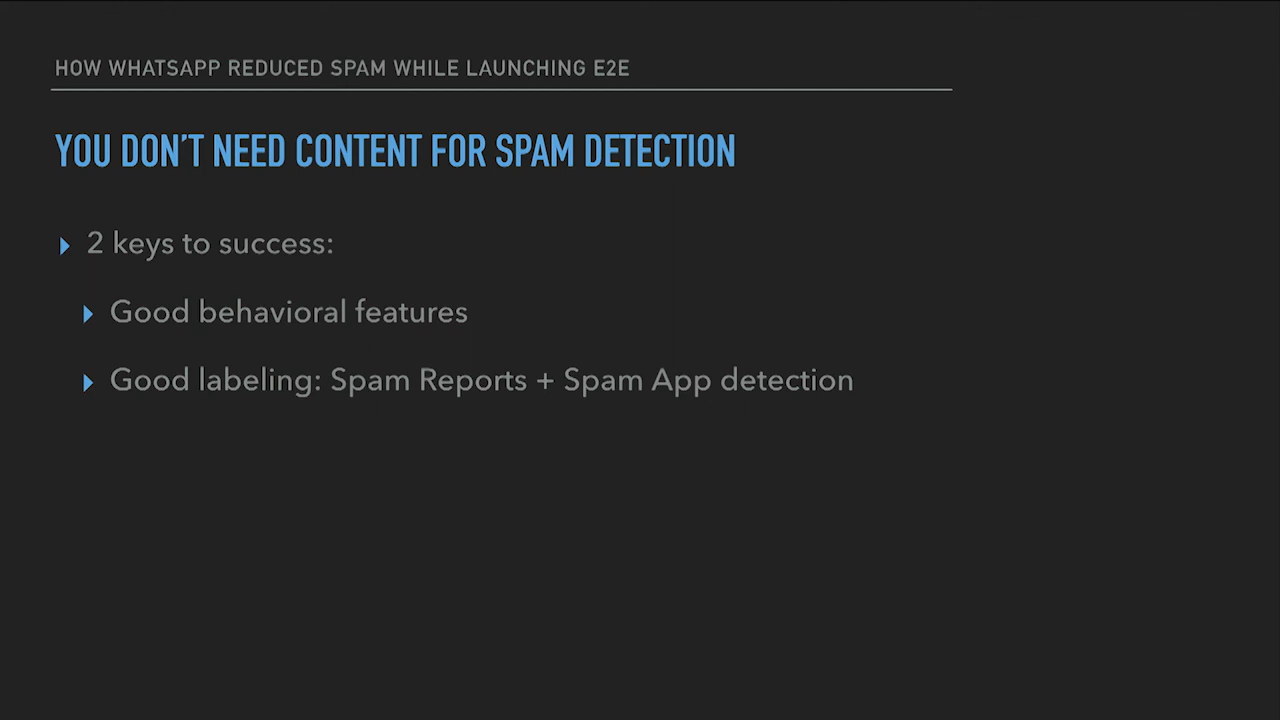 HOW WHATSAPP REDUCED SPAM WHILE LAUNCHING E2E
YOU DON'T NEED CONTENT FOR SPAM DETECTION
2 keys to success:
Good behavioral features
Good labeling: Spam Reports + Spam App detection